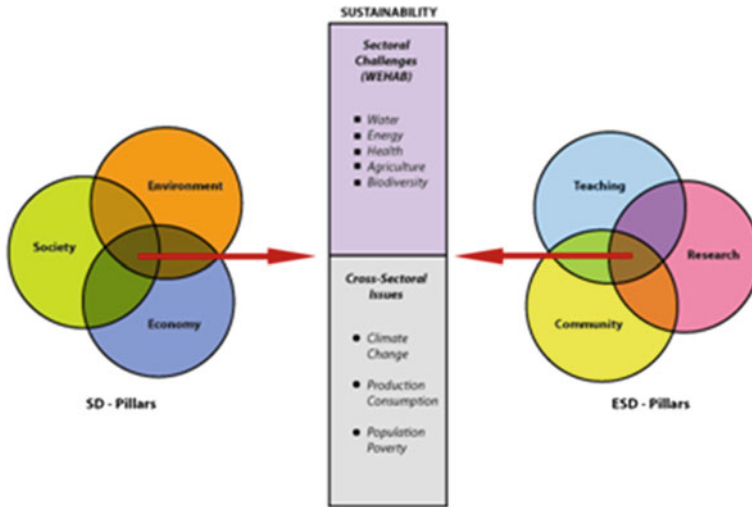 SUSTAINABILITY
Sectoral
Challenges
(WEHAB)
Water
Energy
Health
Agriculture
Biodiversity
Cross-Sectoral
Issues
Climate
Change
Production
Consumption
Population
Poverty
Environment
Society
Economy
SD - Pillars
Teaching
Research
Community
ESD - Pillars